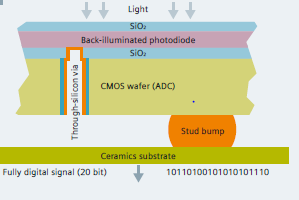 Light
SiO₂
Back-illuminated photodiode
SiO₂
CMOS wafer (ADC)
Through-silicon via
Stud bump
Ceramics substrate
Fully digital signal (20 bit)
10110100101010101110